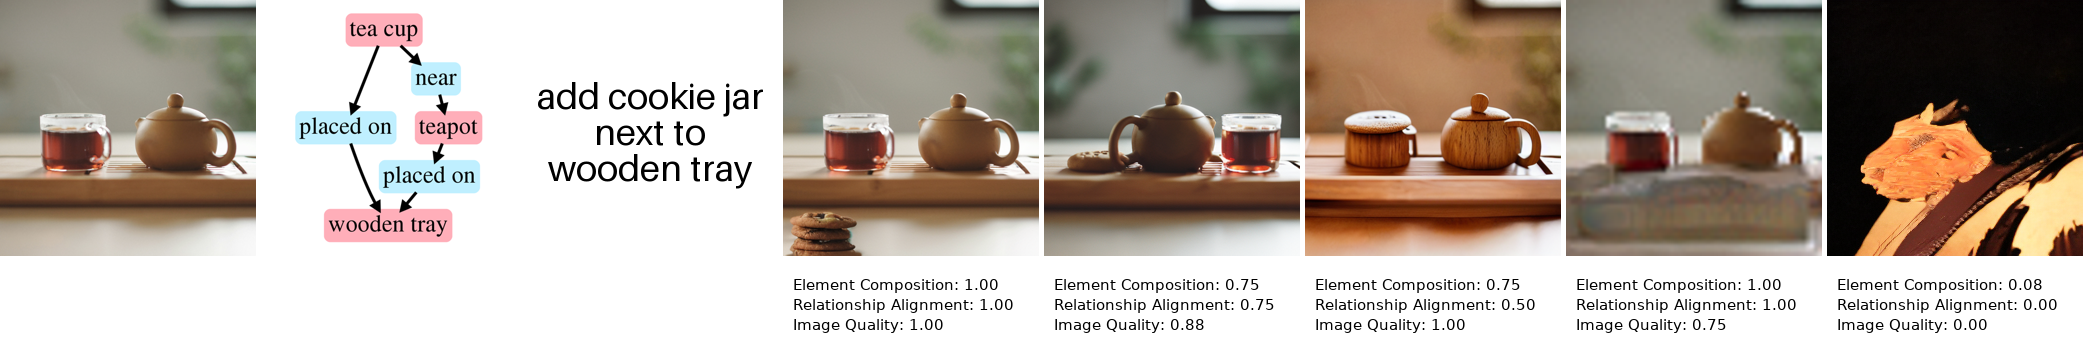 tea cup
near
placed on
teapot
placed on
wooden tray
add cookie jar
next to
wooden tray
Element Composition: 1.00
Relationship Alignment: 1.00
Image Quality: 1.00
Element Composition: 0.75
Relationship Alignment: 0.75
Image Quality: 0.88
Element Composition: 0.75
Relationship Alignment: 0.50
Image Quality: 1.00
Element Composition: 1.00
Relationship Alignment: 1.00
Image Quality: 0.75
Element Composition: 0.08
Relationship Alignment: 0.00
Image Quality: 0.00